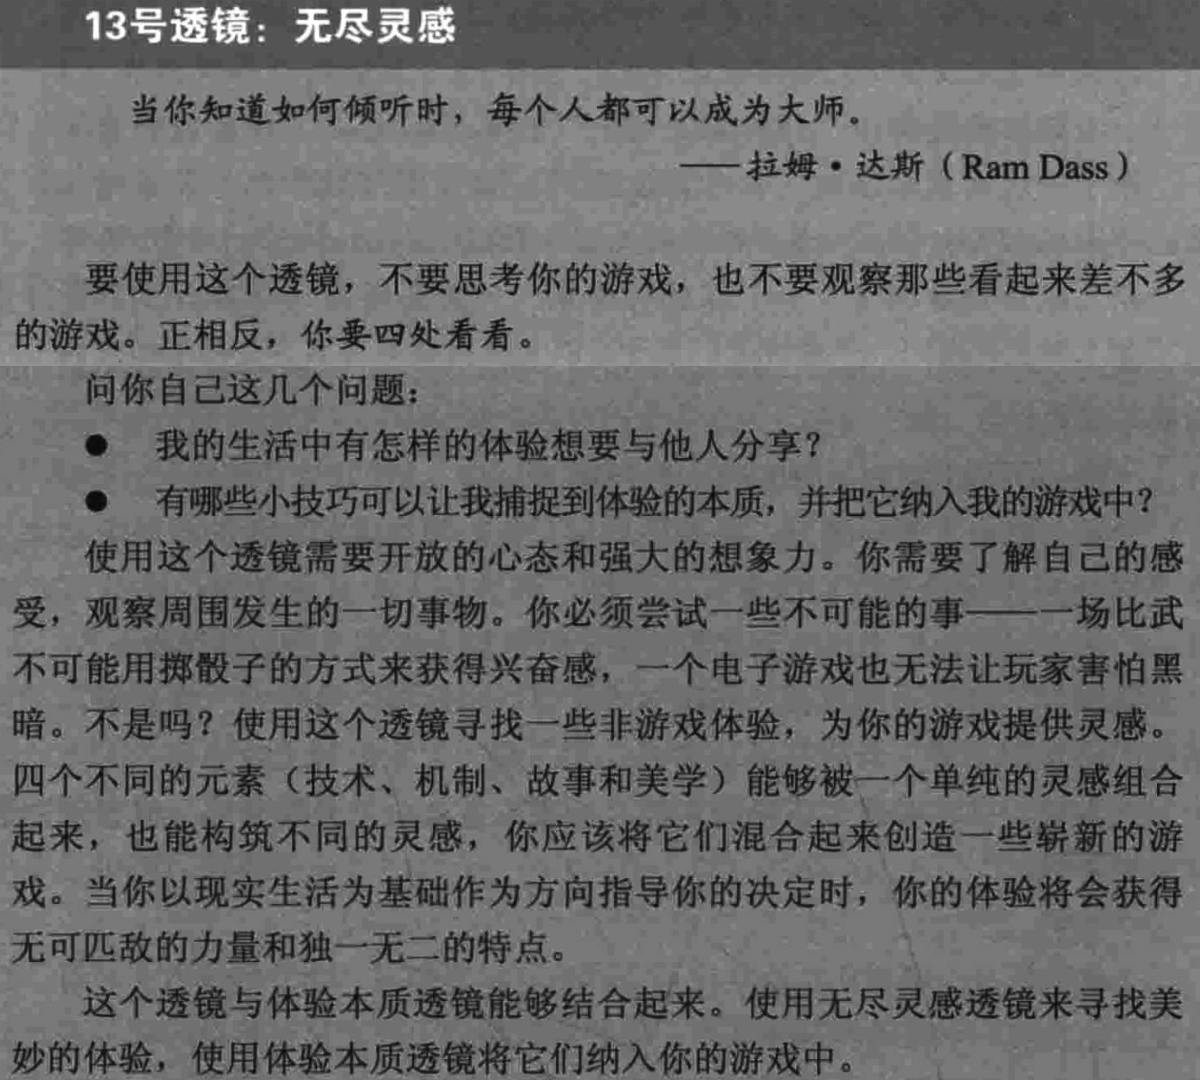 13号透镜：无尽灵感
当你知道如何倾听时，每个人都可以成为大师。
——拉姆·达斯（Ram Dass）
要使用这个透镜，不要思考你的游戏，也不要观察那些看起来差不多
的游戏。正相反，你要四处看看。
问你自己这几个问题：
● 我的生活中有怎样的体验想要与他人分享？
● 有哪些小技巧可以让我捕捉到体验的本质，并把它纳入我的游戏中？
使用这个透镜需要开放的心态和强大的想象力。你需要了解自己的感
受，观察周围发生的一切事物。你必须尝试一些不可能的事——一场比武
不可能用掷骰子的方式来获得兴奋感，一个电子游戏也无法让玩家害怕黑
暗。不是吗？使用这个透镜寻找一些非游戏体验，为你的游戏提供灵感。
四个不同的元素（技术、机制、故事和美学）能够被一个单纯的灵感组合
起来，也能构筑不同的灵感，你应该将它们混合起来创造一些崭新的游
戏。当你以现实生活为基础作为方向指导你的决定时，你的体验将会获得
无可匹敌的力量和独一无二的特点。
这个透镜与体验本质透镜能够结合起来。使用无尽灵感透镜来寻找美
妙的体验，使用体验本质透镜将它们纳入你的游戏中。